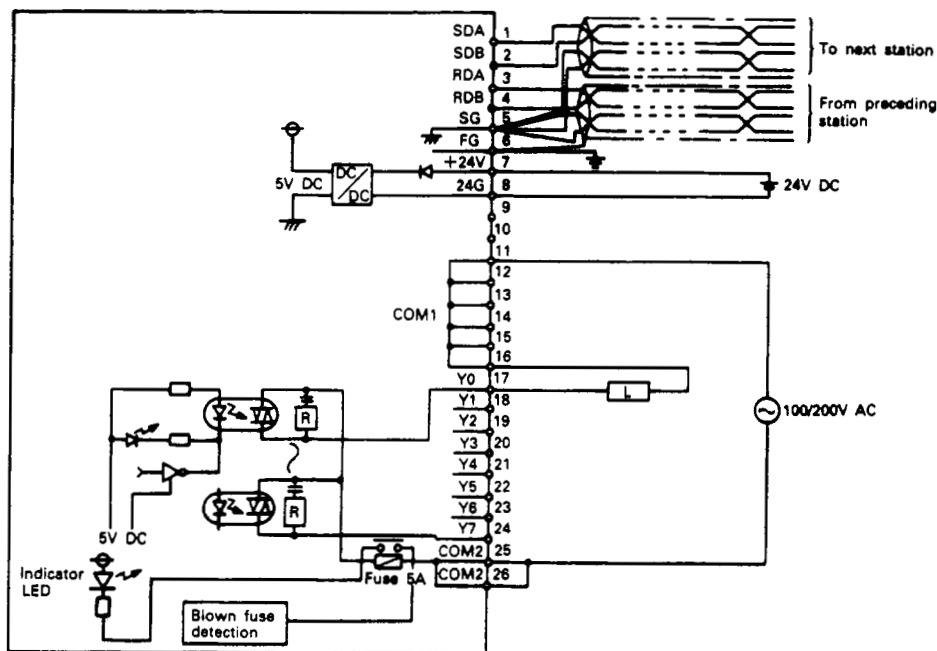 SDA 1
SDB 2
RDA 3
RDB 4
SG 5
FG 6
+24V 7
24G 8
9
10
11
12
13
COM1 14
15
16
Y0 17
Y1 18
Y2 19
Y3 20
Y4 21
Y5 22
Y6 23
Y7 24
COM2 25
COM2 26
To next station
From preceding
station
5V DC
DC
DC
24V DC
L
100/200V AC
R
R
5V DC
Indicator
LED
Fuse 5A
Blown fuse
detection